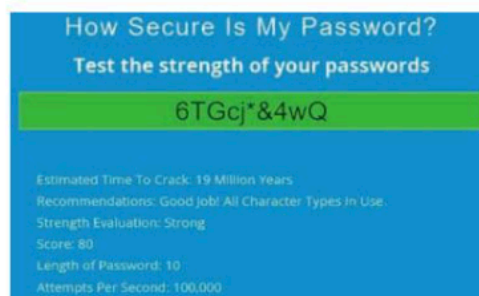 How Secure Is My Password?
Test the strength of your passwords
6TGcj*&4wQ
Estimated Time To Crack: 19 Million Years
Recommendations: Good Job! All Character Types In Use.
Strength Evaluation: Strong
Score: 80
Length of Password: 10
Attempts Per Second: 100,000